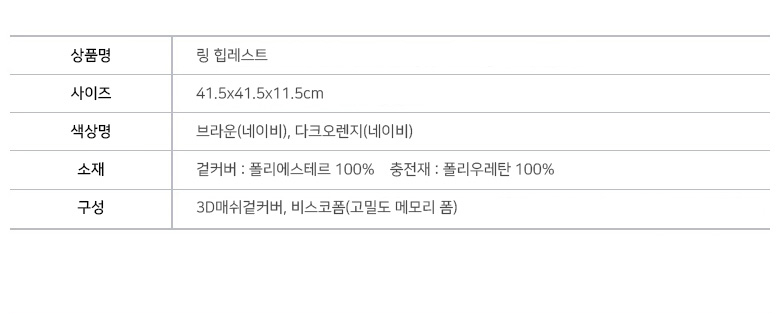 상품명 링 힙레스트
사이즈 41.5x41.5x11.5cm
색상명 브라운(네이비), 다크오렌지(네이비)
소재 겉커버 : 폴리에스테르 100% 충전재 : 폴리우레탄 100%
구성 3D매쉬겉커버, 비스코폼(고밀도 메모리 폼)